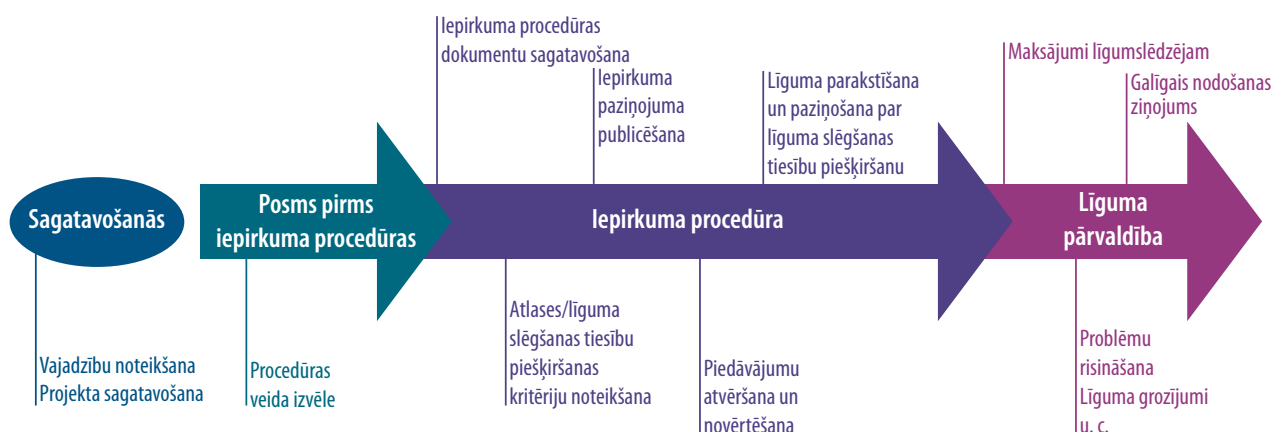 Iepirkuma procedūras
dokumentu sagatavošana
Iepirkuma
paziņojuma
publicēšana
Līguma parakstīšana
un paziņošana par
līguma slēgšanas
tiesību piešķiršanu
Maksājumi līgumslēdzējam
Galīgais nodošanas
ziņojums
Sagatavošanās
Posms pirms
iepirkuma procedūras
Iepirkuma procedūra
Līguma
pārvaldība
Vajadzību noteikšana
Projekta sagatavošana
Procedūras
veida izvēle
Atlases/līguma
slēgšanas tiesību
piešķiršanas
kritēriju noteikšana
Piedāvājumu
atvēršana un
novērtēšana
Problēmu
risināšana
Līguma grozījumi
u. c.